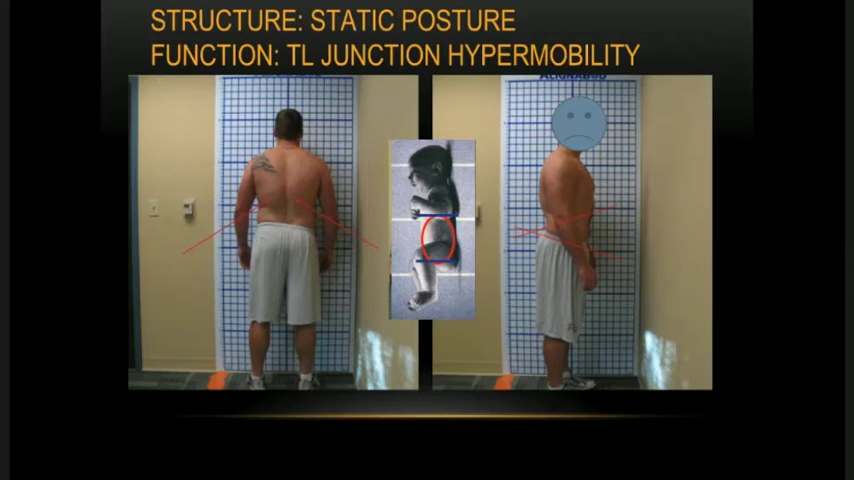 STRUCTURE: STATIC POSTURE
FUNCTION: TL JUNCTION HYPERMOBILITY